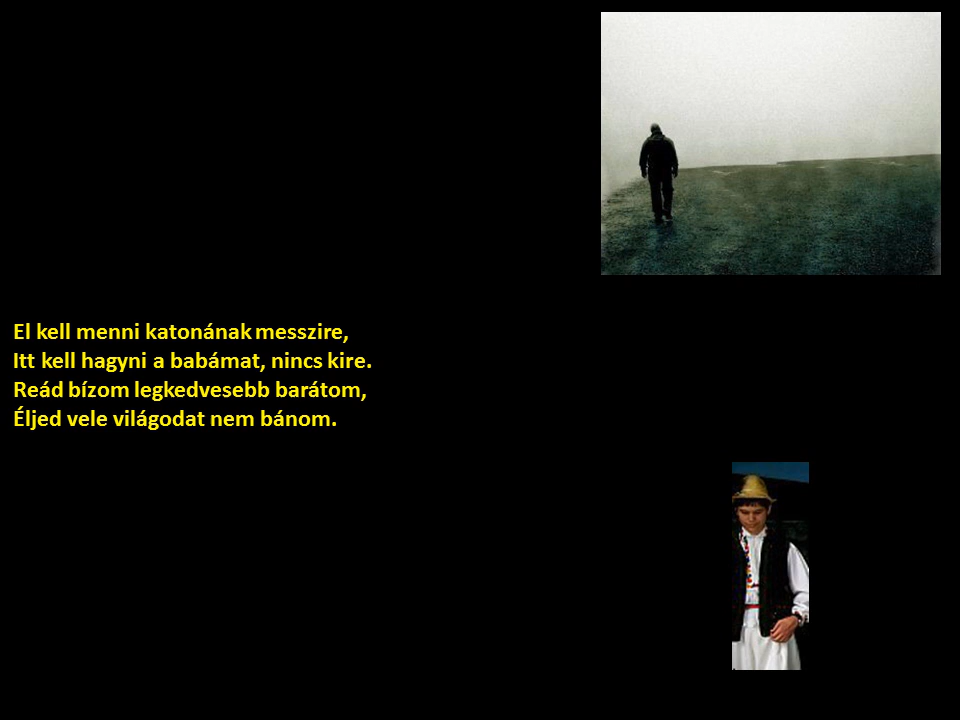 El kell menni katonának messzire,
Itt kell hagyni a babámat, nincs kire.
Reád bízom legkedvesebb barátom,
Éljed vele világodat nem bánom.